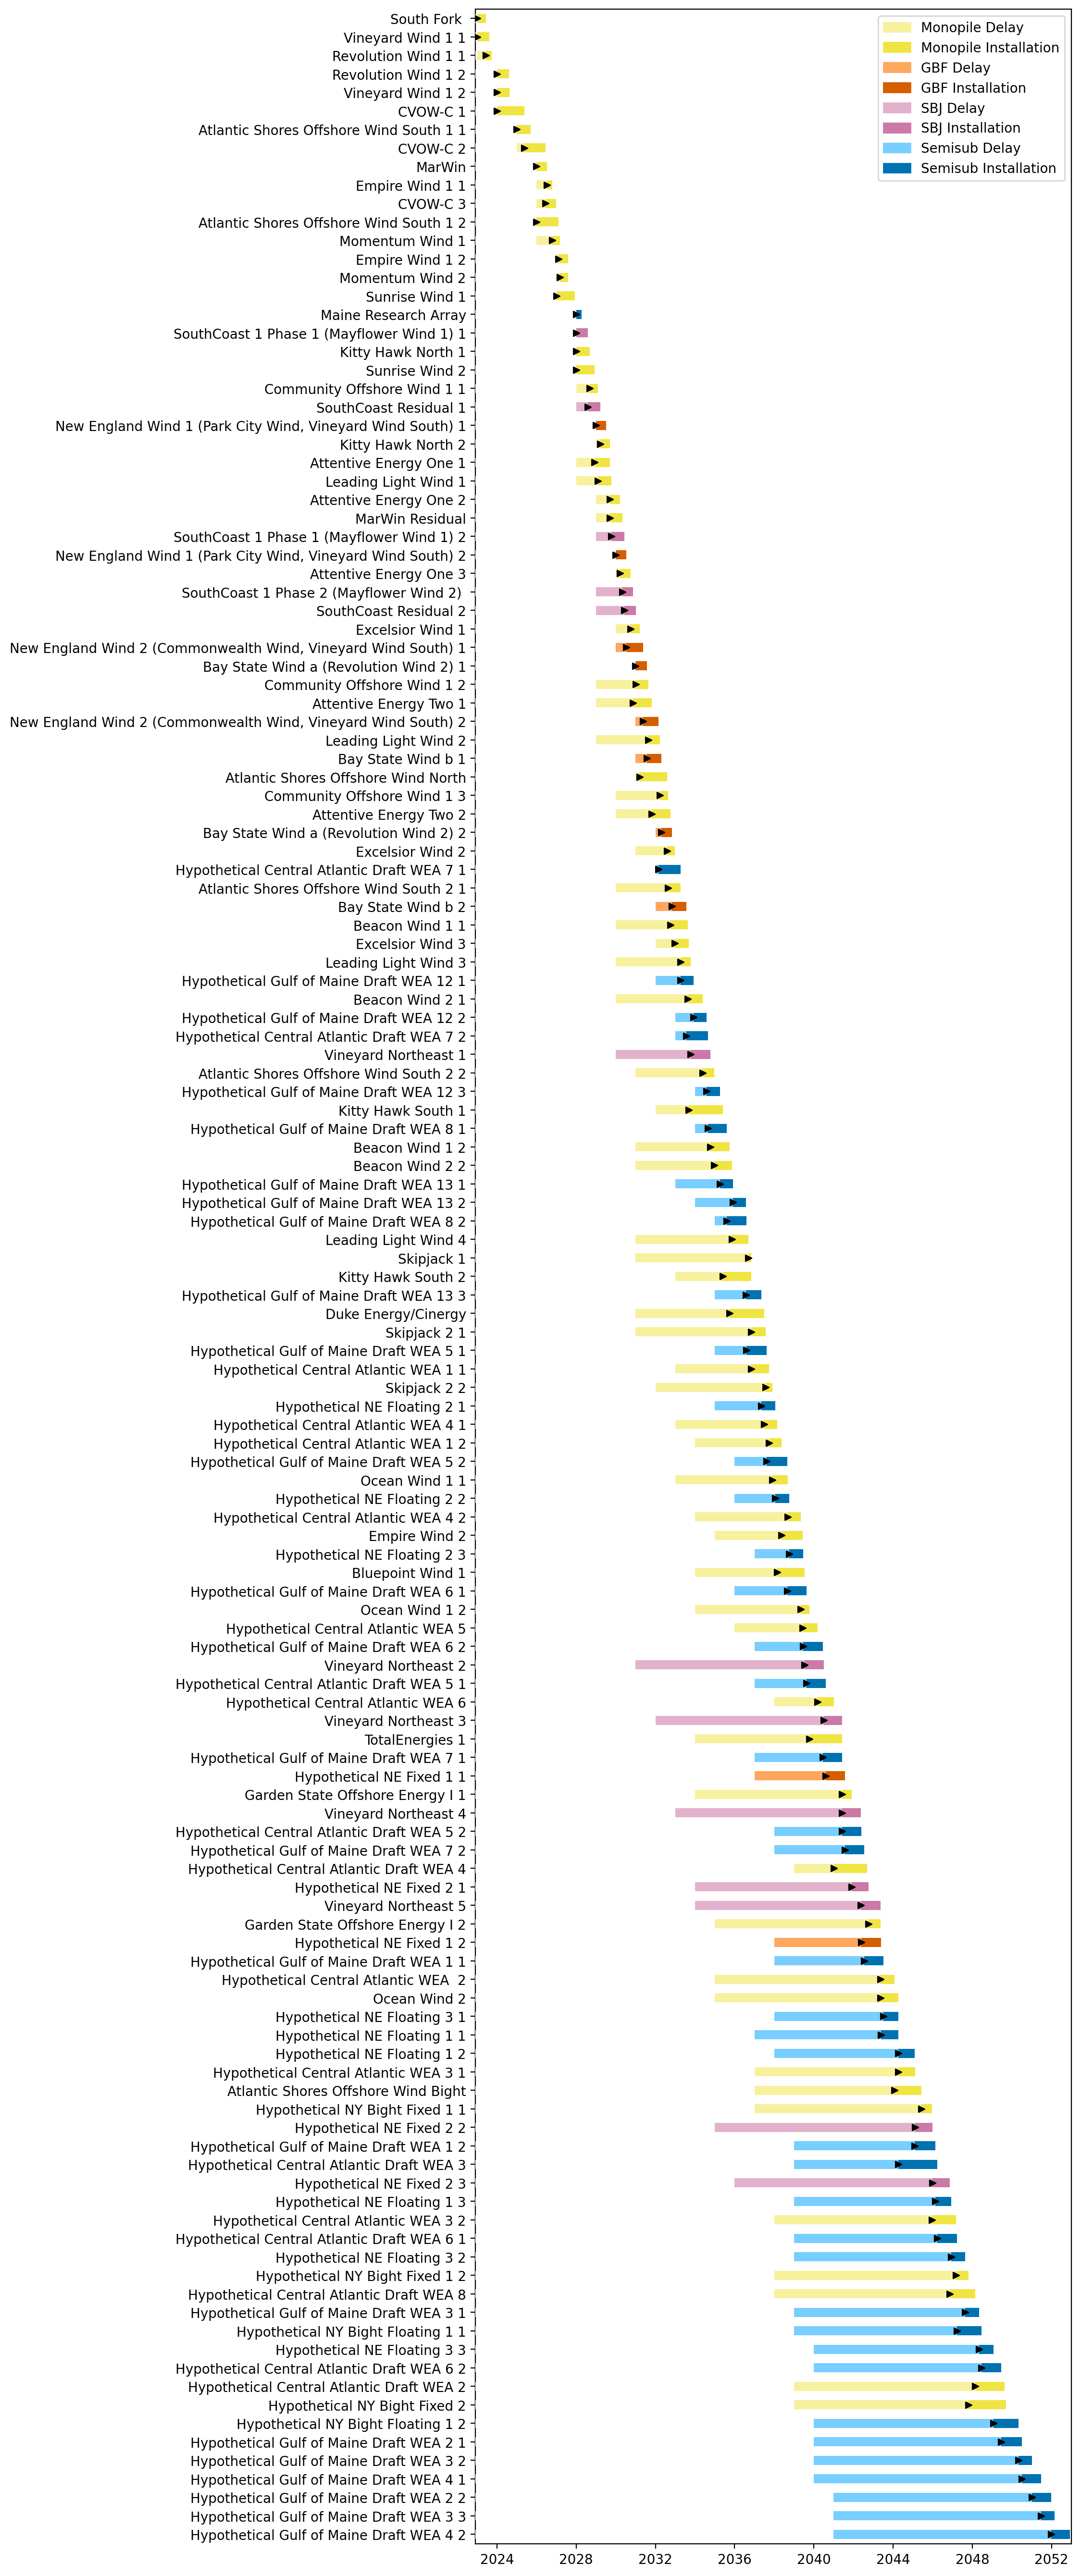 South Fork
Vineyard Wind 1 1
Revolution Wind 1 1
Revolution Wind 1 2
Vineyard Wind 1 2
CVOW-C 1
Atlantic Shores Offshore Wind South 1 1
CVOW-C 2
MarWin
Empire Wind 1 1
CVOW-C 3
Atlantic Shores Offshore Wind South 1 2
Momentum Wind 1
Empire Wind 1 2
Momentum Wind 2
Sunrise Wind 1
Maine Research Array
SouthCoast 1 Phase 1 (Mayflower Wind 1) 1
Kitty Hawk North 1
Sunrise Wind 2
Community Offshore Wind 1 1
SouthCoast Residual 1
New England Wind 1 (Park City Wind, Vineyard Wind South) 1
Kitty Hawk North 2
Attentive Energy One 1
Leading Light Wind 1
Attentive Energy One 2
MarWin Residual
SouthCoast 1 Phase 1 (Mayflower Wind 1) 2
New England Wind 1 (Park City Wind, Vineyard Wind South) 2
Attentive Energy One 3
SouthCoast 1 Phase 2 (Mayflower Wind 2)
SouthCoast Residual 2
Excelsior Wind 1
New England Wind 2 (Commonwealth Wind, Vineyard Wind South) 1
Bay State Wind a (Revolution Wind 2) 1
Community Offshore Wind 1 2
Attentive Energy Two 1
New England Wind 2 (Commonwealth Wind, Vineyard Wind South) 2
Leading Light Wind 2
Bay State Wind b 1
Atlantic Shores Offshore Wind North
Community Offshore Wind 1 3
Attentive Energy Two 2
Bay State Wind a (Revolution Wind 2) 2
Excelsior Wind 2
Hypothetical Central Atlantic Draft WEA 7 1
Atlantic Shores Offshore Wind South 2 1
Bay State Wind b 2
Beacon Wind 1 1
Excelsior Wind 3
Leading Light Wind 3
Hypothetical Gulf of Maine Draft WEA 12 1
Beacon Wind 2 1
Hypothetical Gulf of Maine Draft WEA 12 2
Hypothetical Central Atlantic Draft WEA 7 2
Vineyard Northeast 1
Atlantic Shores Offshore Wind South 2 2
Hypothetical Gulf of Maine Draft WEA 12 3
Kitty Hawk South 1
Hypothetical Gulf of Maine Draft WEA 8 1
Beacon Wind 1 2
Beacon Wind 2 2
Hypothetical Gulf of Maine Draft WEA 13 1
Hypothetical Gulf of Maine Draft WEA 13 2
Hypothetical Gulf of Maine Draft WEA 8 2
Leading Light Wind 4
Skipjack 1
Kitty Hawk South 2
Hypothetical Gulf of Maine Draft WEA 13 3
Duke Energy/Cinergy
Skipjack 2 1
Hypothetical Gulf of Maine Draft WEA 5 1
Hypothetical Central Atlantic WEA 1 1
Skipjack 2 2
Hypothetical NE Floating 2 1
Hypothetical Central Atlantic WEA 4 1
Hypothetical Central Atlantic WEA 1 2
Hypothetical Gulf of Maine Draft WEA 5 2
Ocean Wind 1 1
Hypothetical NE Floating 2 2
Hypothetical Central Atlantic WEA 4 2
Empire Wind 2
Hypothetical NE Floating 2 3
Bluepoint Wind 1
Hypothetical Gulf of Maine Draft WEA 6 1
Ocean Wind 1 2
Hypothetical Central Atlantic WEA 5
Hypothetical Gulf of Maine Draft WEA 6 2
Vineyard Northeast 2
Hypothetical Central Atlantic Draft WEA 5 1
Hypothetical Central Atlantic WEA 6
Vineyard Northeast 3
TotalEnergies 1
Hypothetical Gulf of Maine Draft WEA 7 1
Hypothetical NE Fixed 1 1
Garden State Offshore Energy I 1
Vineyard Northeast 4
Hypothetical Central Atlantic Draft WEA 5 2
Hypothetical Gulf of Maine Draft WEA 7 2
Hypothetical Central Atlantic Draft WEA 4
Hypothetical NE Fixed 2 1
Vineyard Northeast 5
Garden State Offshore Energy I 2
Hypothetical NE Fixed 1 2
Hypothetical Gulf of Maine Draft WEA 1 1
Hypothetical Central Atlantic WEA  2
Ocean Wind 2
Hypothetical NE Floating 3 1
Hypothetical NE Floating 1 1
Hypothetical NE Floating 1 2
Hypothetical Central Atlantic WEA 3 1
Atlantic Shores Offshore Wind Bight
Hypothetical NY Bight Fixed 1 1
Hypothetical NE Fixed 2 2
Hypothetical Gulf of Maine Draft WEA 1 2
Hypothetical Central Atlantic Draft WEA 3
Hypothetical NE Fixed 2 3
Hypothetical NE Floating 1 3
Hypothetical Central Atlantic WEA 3 2
Hypothetical Central Atlantic Draft WEA 6 1
Hypothetical NE Floating 3 2
Hypothetical NY Bight Fixed 1 2
Hypothetical Central Atlantic Draft WEA 8
Hypothetical Gulf of Maine Draft WEA 3 1
Hypothetical NY Bight Floating 1 1
Hypothetical NE Floating 3 3
Hypothetical Central Atlantic Draft WEA 6 2
Hypothetical Central Atlantic Draft WEA 2
Hypothetical NY Bight Fixed 2
Hypothetical NY Bight Floating 1 2
Hypothetical Gulf of Maine Draft WEA 2 1
Hypothetical Gulf of Maine Draft WEA 3 2
Hypothetical Gulf of Maine Draft WEA 4 1
Hypothetical Gulf of Maine Draft WEA 2 2
Hypothetical Gulf of Maine Draft WEA 3 3
Hypothetical Gulf of Maine Draft WEA 4 2
Monopile Delay
Monopile Installation
GBF Delay
GBF Installation
SBJ Delay
SBJ Installation
Semisub Delay
Semisub Installation
2024 2028 2032 2036 2040 2044 2048 2052